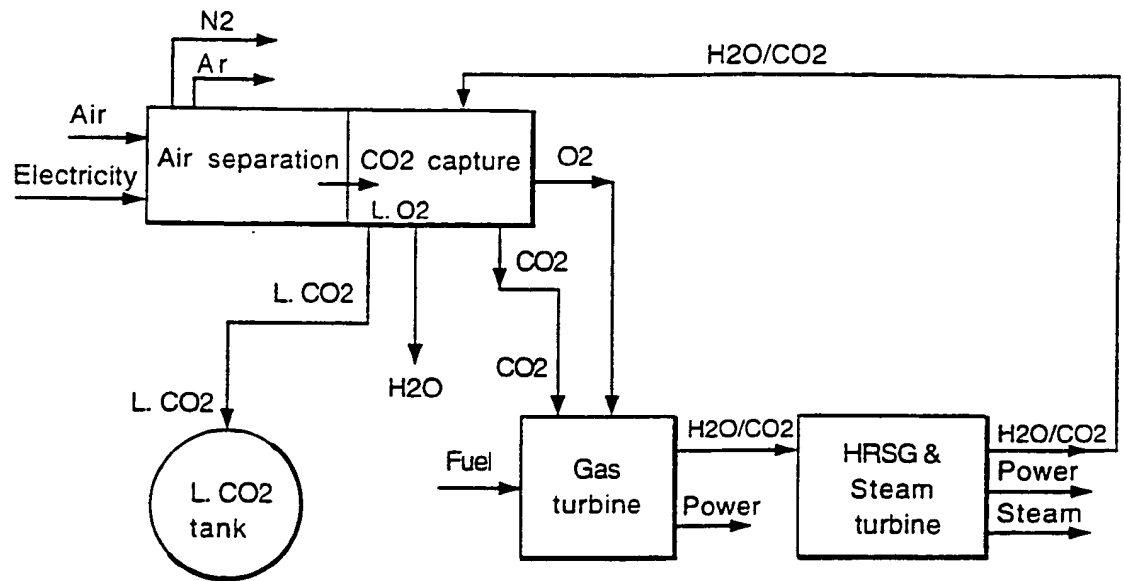 N2
Ar
H2O/CO2
Air
Air separation
CO2 capture
O2
Electricity
L. O2
CO2
L. CO2
CO2
H2O
L. CO2
H2O/CO2
H2O/CO2
Fuel
Gas
turbine
HRSG &
Steam
turbine
Power
L. CO2
tank
Power
Steam